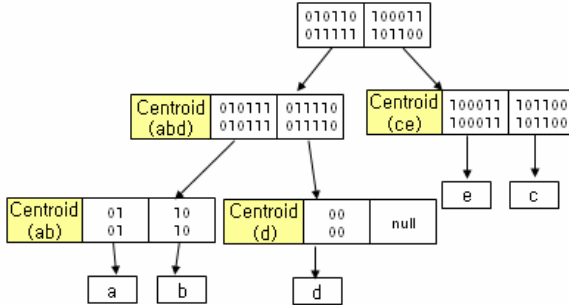 010110 100011
011111 101100
Centroid (abd) 010111 011110
010111 011110
Centroid (ce) 100011 101100
100011 101100
e c
Centroid (ab) 01 10
01 10
Centroid (d) 00 null
00
a b d